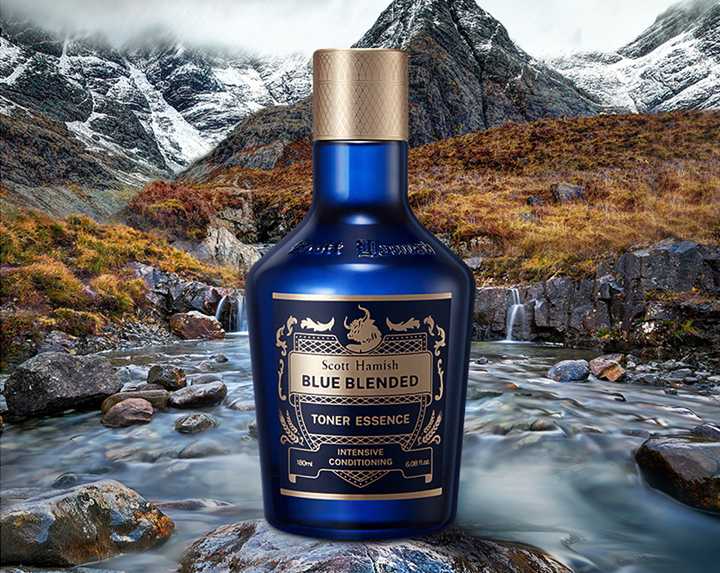 Scott Hamish
Scott Hamish
BLUE BLENDED
TONER ESSENCE
INTENSIVE
180ml CONDITIONING 6.08 fl.oz.